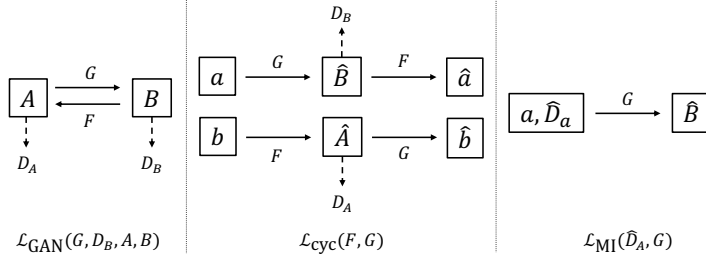 G
A B
F
D_A D_B
ℒ_GAN(G, D_B, A, B)
D_B
a G B̂ F â
b F Â G b̂
D_A
ℒ_cyc(F, G)
a, D̂_a G B̂
ℒ_MI(D̂_A, G)